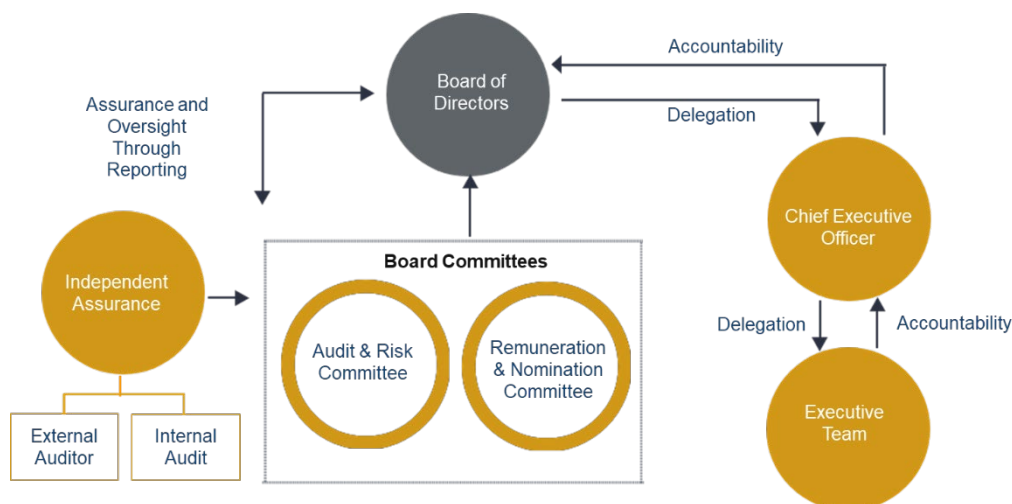 Accountability
Board of
Directors
Delegation
Assurance and
Oversight
Through
Reporting
Chief Executive
Officer
Independent
Assurance
Board Committees
Audit & Risk
Committee
Remuneration
& Nomination
Committee
Delegation
Accountability
External
Auditor
Internal
Audit
Executive
Team